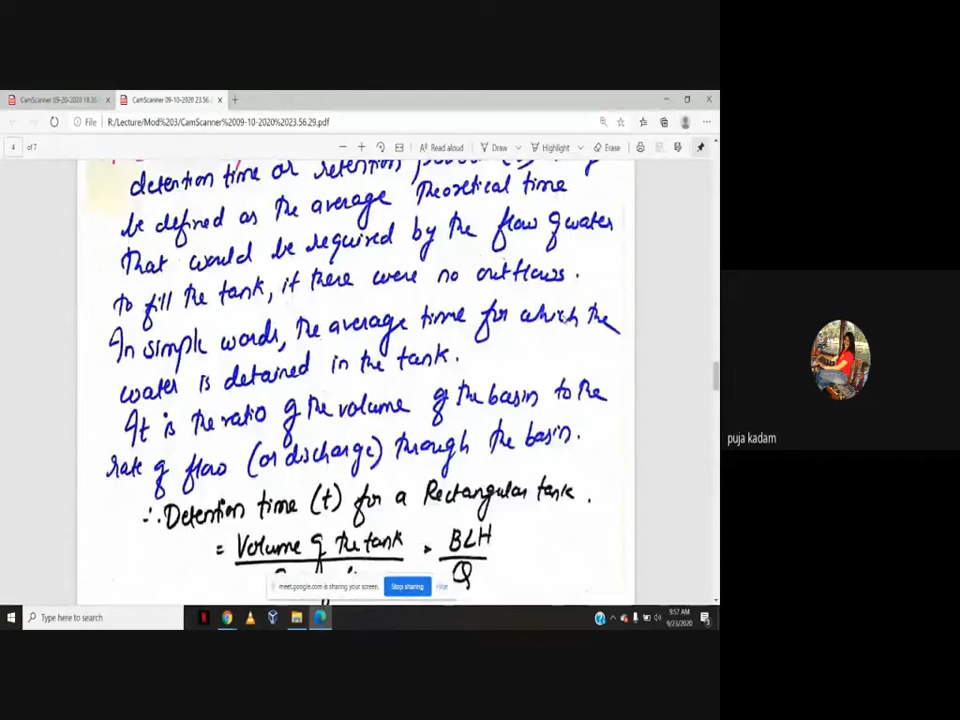 CamScanner 09-20-2020 18.36
CamScanner 09-10-2020 23.56
File R:/Lecture/Mod%203/CamScanner%2009-10-2020%2023.56.29.pdf
4 of 7 Read aloud Draw Highlight Erase
detention time or retention
be defined as the average theoretical time
that would be required by the flow of water
to fill the tank, if there were no outflows.
In simple words, the average time for which the
water is detained in the tank.
It is the ratio of the volume of the basin to the
rate of flow (or discharge) through the basin.
∴ Detention time (t) for a Rectangular tank.
= Volume of the tank = BLH
Q
meet.google.com is sharing your screen. Stop sharing Hide
Type here to search
9:57 AM
9/23/2020
puja kadam